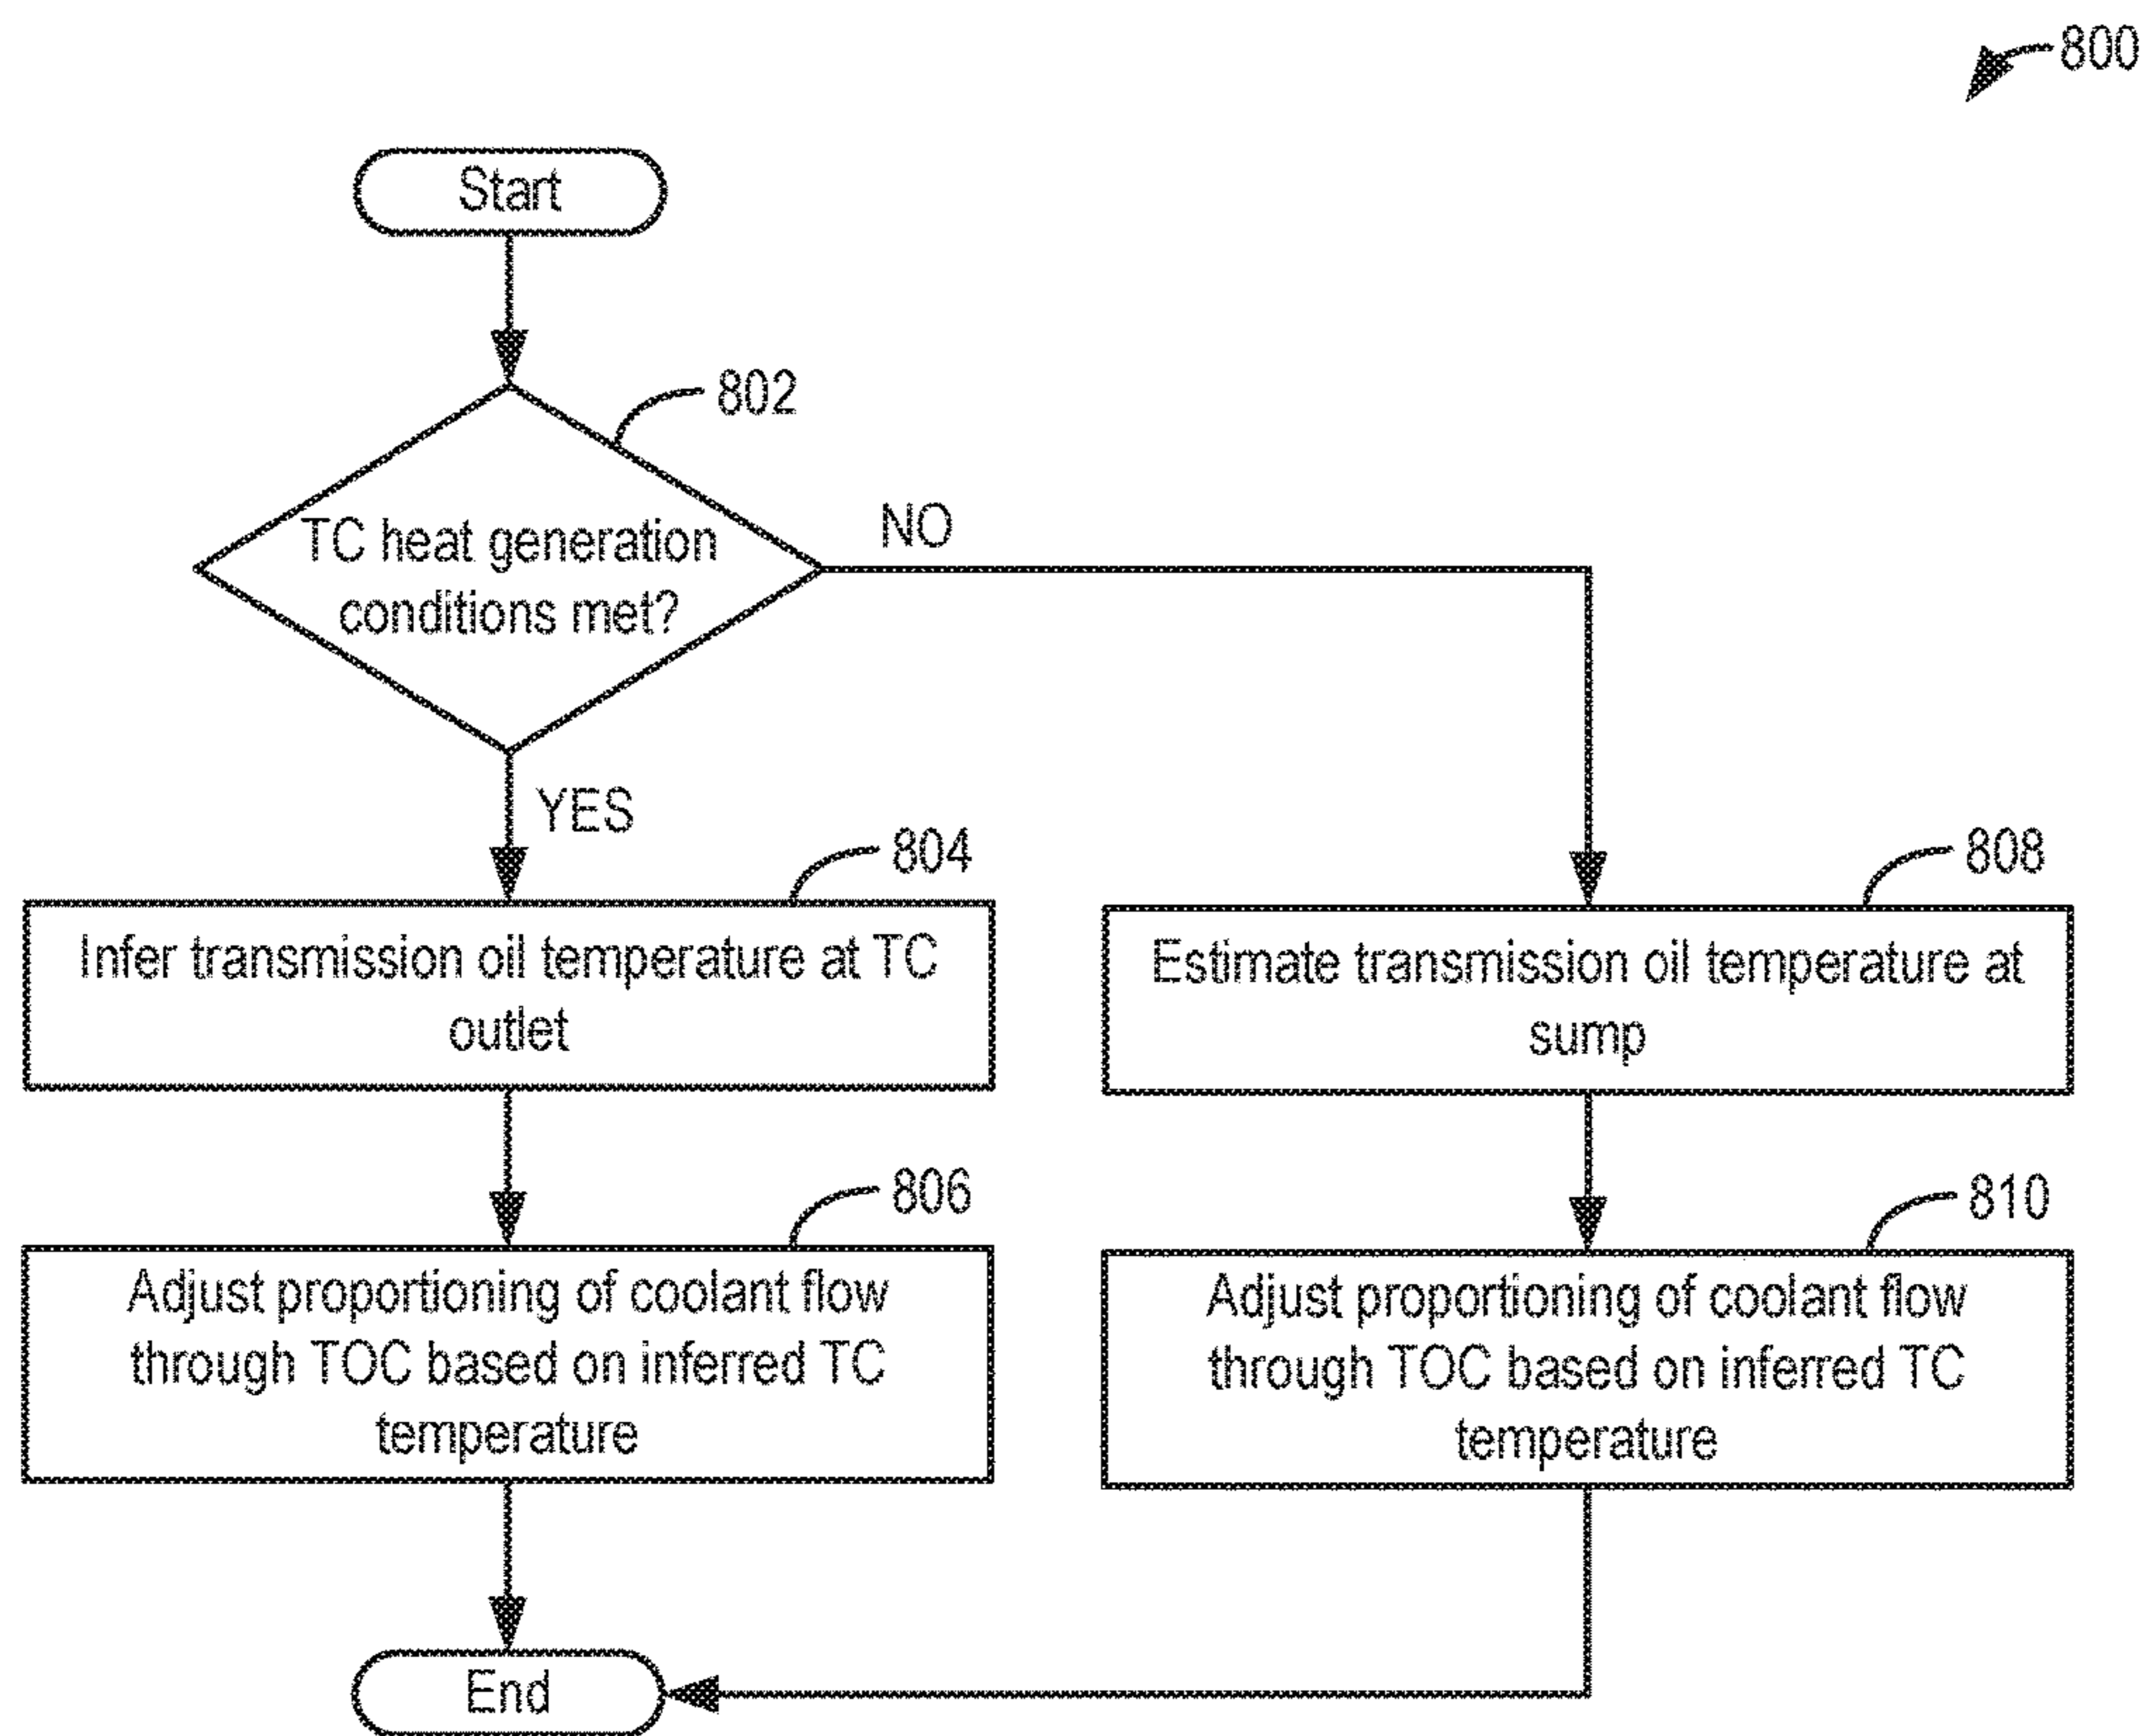 800
Start
802
TC heat generation
conditions met?
NO
YES
804
Infer transmission oil temperature at TC
outlet
808
Estimate transmission oil temperature at
sump
806
Adjust proportioning of coolant flow
through TOC based on inferred TC
temperature
810
Adjust proportioning of coolant flow
through TOC based on inferred TC
temperature
End